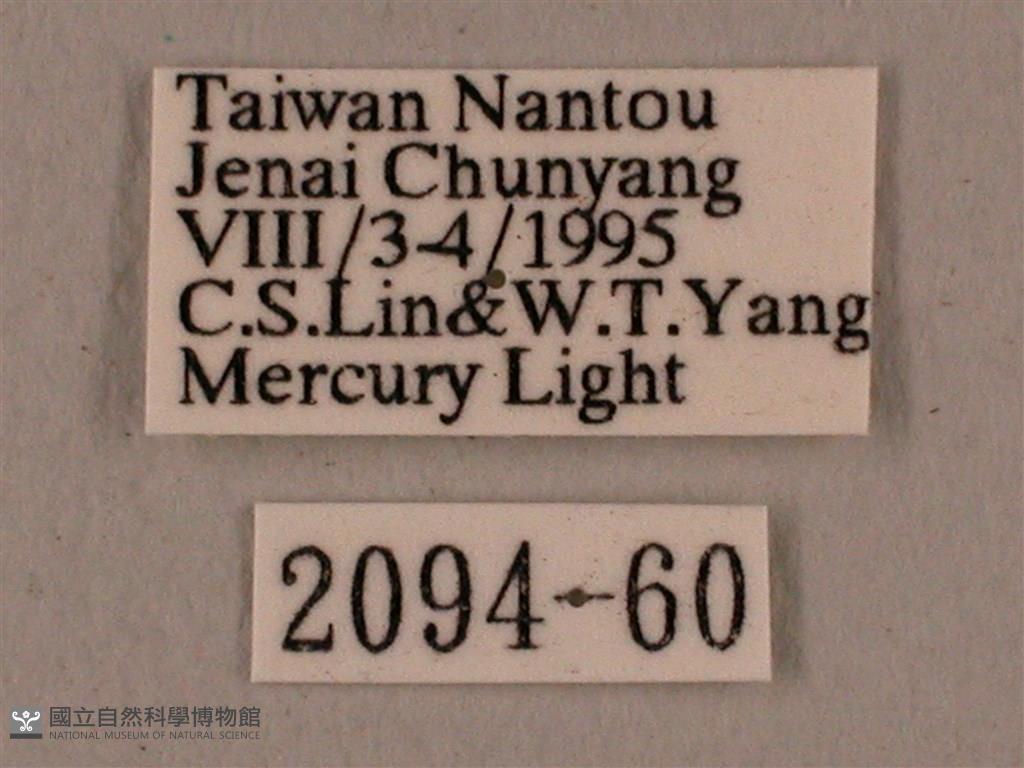 Taiwan Nantou
Jenai Chunyang
VIII/3-4/1995
C.S.Lin&W.T.Yang
Mercury Light
2094-60
國立自然科學博物館
NATIONAL MUSEUM OF NATURAL SCIENCE